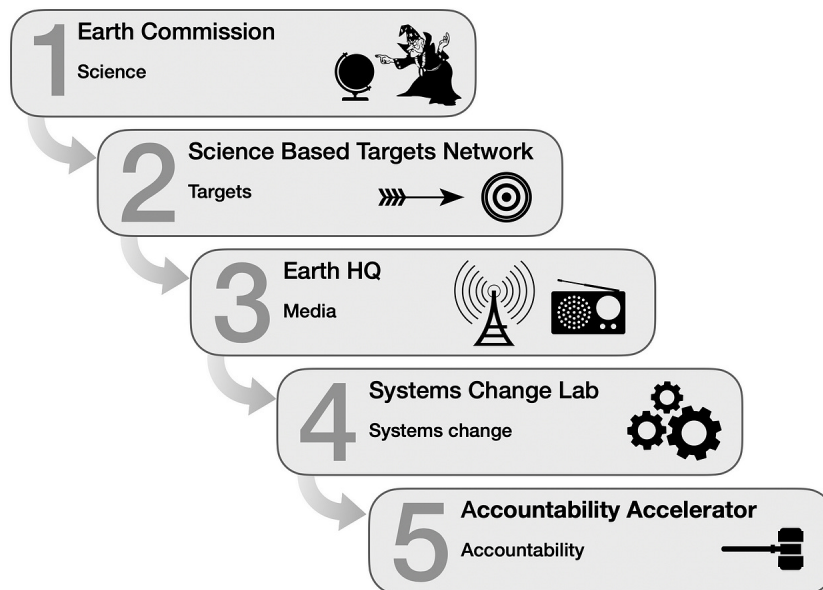 1
Earth Commission
Science
2
Science Based Targets Network
Targets
3
Earth HQ
Media
4
Systems Change Lab
Systems change
5
Accountability Accelerator
Accountability